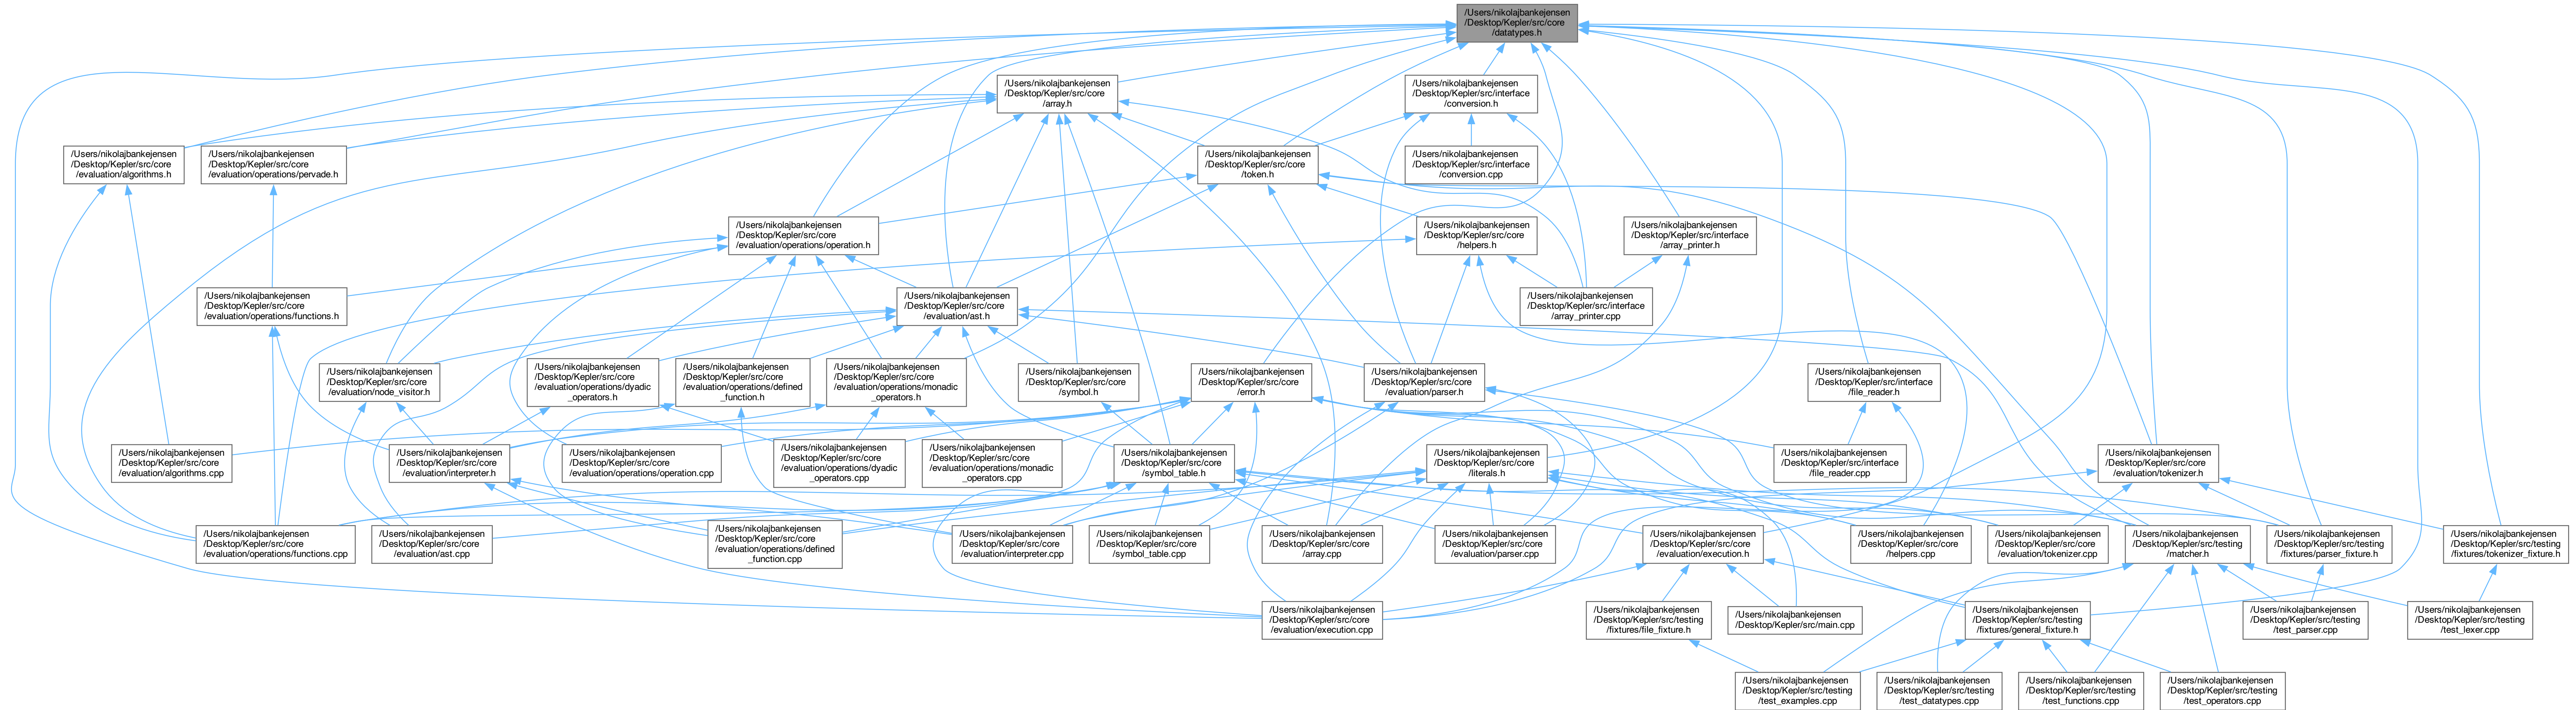 /Users/nikolajbankejensen
/Desktop/Kepler/src/core
/datatypes.h
/Users/nikolajbankejensen
/Desktop/Kepler/src/core
/array.h
/Users/nikolajbankejensen
/Desktop/Kepler/src/interface
/conversion.h
/Users/nikolajbankejensen
/Desktop/Kepler/src/core
/evaluation/algorithms.h
/Users/nikolajbankejensen
/Desktop/Kepler/src/core
/evaluation/operations/pervade.h
/Users/nikolajbankejensen
/Desktop/Kepler/src/core
/token.h
/Users/nikolajbankejensen
/Desktop/Kepler/src/interface
/conversion.cpp
/Users/nikolajbankejensen
/Desktop/Kepler/src/core
/evaluation/operations/operation.h
/Users/nikolajbankejensen
/Desktop/Kepler/src/core
/helpers.h
/Users/nikolajbankejensen
/Desktop/Kepler/src/interface
/array_printer.h
/Users/nikolajbankejensen
/Desktop/Kepler/src/core
/evaluation/operations/functions.h
/Users/nikolajbankejensen
/Desktop/Kepler/src/core
/evaluation/ast.h
/Users/nikolajbankejensen
/Desktop/Kepler/src/interface
/array_printer.cpp
/Users/nikolajbankejensen
/Desktop/Kepler/src/core
/evaluation/node_visitor.h
/Users/nikolajbankejensen
/Desktop/Kepler/src/core
/evaluation/operations/dyadic
_operators.h
/Users/nikolajbankejensen
/Desktop/Kepler/src/core
/evaluation/operations/defined
_function.h
/Users/nikolajbankejensen
/Desktop/Kepler/src/core
/evaluation/operations/monadic
_operators.h
/Users/nikolajbankejensen
/Desktop/Kepler/src/core
/symbol.h
/Users/nikolajbankejensen
/Desktop/Kepler/src/core
/error.h
/Users/nikolajbankejensen
/Desktop/Kepler/src/core
/evaluation/parser.h
/Users/nikolajbankejensen
/Desktop/Kepler/src/interface
/file_reader.h
/Users/nikolajbankejensen
/Desktop/Kepler/src/core
/evaluation/algorithms.cpp
/Users/nikolajbankejensen
/Desktop/Kepler/src/core
/evaluation/interpreter.h
/Users/nikolajbankejensen
/Desktop/Kepler/src/core
/evaluation/operations/operation.cpp
/Users/nikolajbankejensen
/Desktop/Kepler/src/core
/evaluation/operations/dyadic
_operators.cpp
/Users/nikolajbankejensen
/Desktop/Kepler/src/core
/evaluation/operations/monadic
_operators.cpp
/Users/nikolajbankejensen
/Desktop/Kepler/src/core
/symbol_table.h
/Users/nikolajbankejensen
/Desktop/Kepler/src/core
/literals.h
/Users/nikolajbankejensen
/Desktop/Kepler/src/interface
/file_reader.cpp
/Users/nikolajbankejensen
/Desktop/Kepler/src/core
/evaluation/tokenizer.h
/Users/nikolajbankejensen
/Desktop/Kepler/src/core
/evaluation/operations/functions.cpp
/Users/nikolajbankejensen
/Desktop/Kepler/src/core
/evaluation/ast.cpp
/Users/nikolajbankejensen
/Desktop/Kepler/src/core
/evaluation/operations/defined
_function.cpp
/Users/nikolajbankejensen
/Desktop/Kepler/src/core
/evaluation/interpreter.cpp
/Users/nikolajbankejensen
/Desktop/Kepler/src/core
/symbol_table.cpp
/Users/nikolajbankejensen
/Desktop/Kepler/src/core
/array.cpp
/Users/nikolajbankejensen
/Desktop/Kepler/src/core
/evaluation/parser.cpp
/Users/nikolajbankejensen
/Desktop/Kepler/src/core
/evaluation/execution.h
/Users/nikolajbankejensen
/Desktop/Kepler/src/core
/helpers.cpp
/Users/nikolajbankejensen
/Desktop/Kepler/src/core
/evaluation/tokenizer.cpp
/Users/nikolajbankejensen
/Desktop/Kepler/src/testing
/matcher.h
/Users/nikolajbankejensen
/Desktop/Kepler/src/testing
/fixtures/parser_fixture.h
/Users/nikolajbankejensen
/Desktop/Kepler/src/testing
/fixtures/tokenizer_fixture.h
/Users/nikolajbankejensen
/Desktop/Kepler/src/core
/evaluation/execution.cpp
/Users/nikolajbankejensen
/Desktop/Kepler/src/testing
/fixtures/file_fixture.h
/Users/nikolajbankejensen
/Desktop/Kepler/src/main.cpp
/Users/nikolajbankejensen
/Desktop/Kepler/src/testing
/fixtures/general_fixture.h
/Users/nikolajbankejensen
/Desktop/Kepler/src/testing
/test_parser.cpp
/Users/nikolajbankejensen
/Desktop/Kepler/src/testing
/test_lexer.cpp
/Users/nikolajbankejensen
/Desktop/Kepler/src/testing
/test_examples.cpp
/Users/nikolajbankejensen
/Desktop/Kepler/src/testing
/test_datatypes.cpp
/Users/nikolajbankejensen
/Desktop/Kepler/src/testing
/test_functions.cpp
/Users/nikolajbankejensen
/Desktop/Kepler/src/testing
/test_operators.cpp